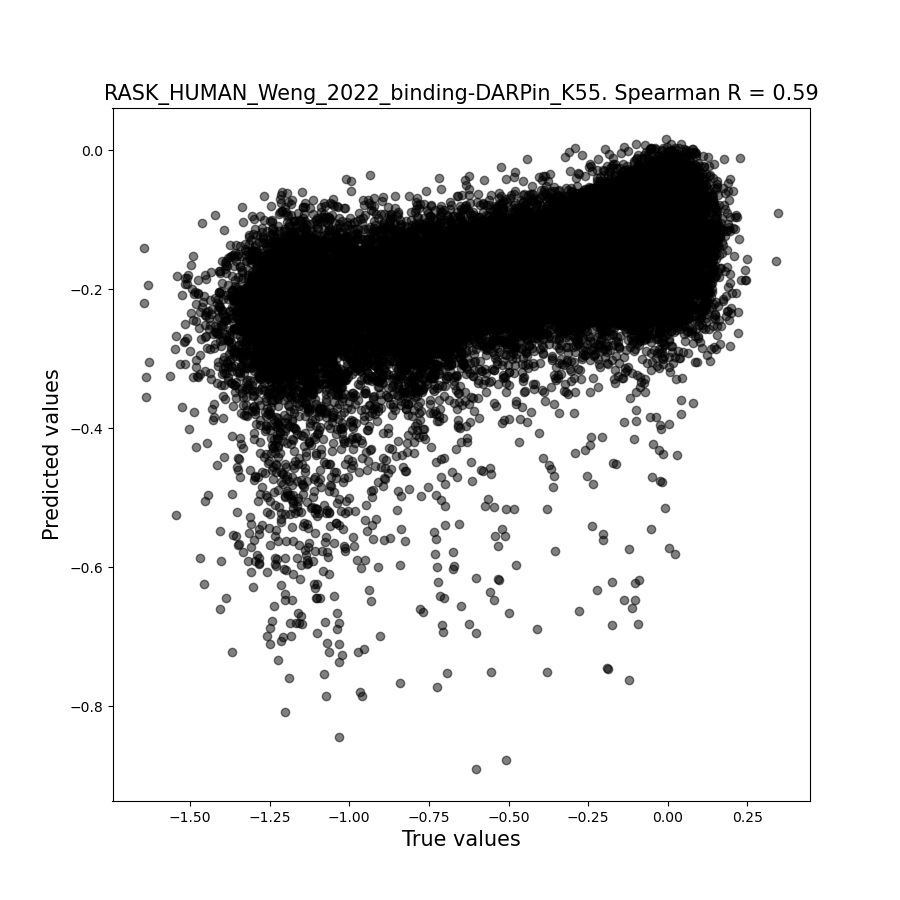 RASK_HUMAN_Weng_2022_binding-DARPin_K55. Spearman R = 0.59
0.0
−0.2
−0.4
−0.6
−0.8
Predicted values
−1.50 −1.25 −1.00 −0.75 −0.50 −0.25 0.00 0.25
True values